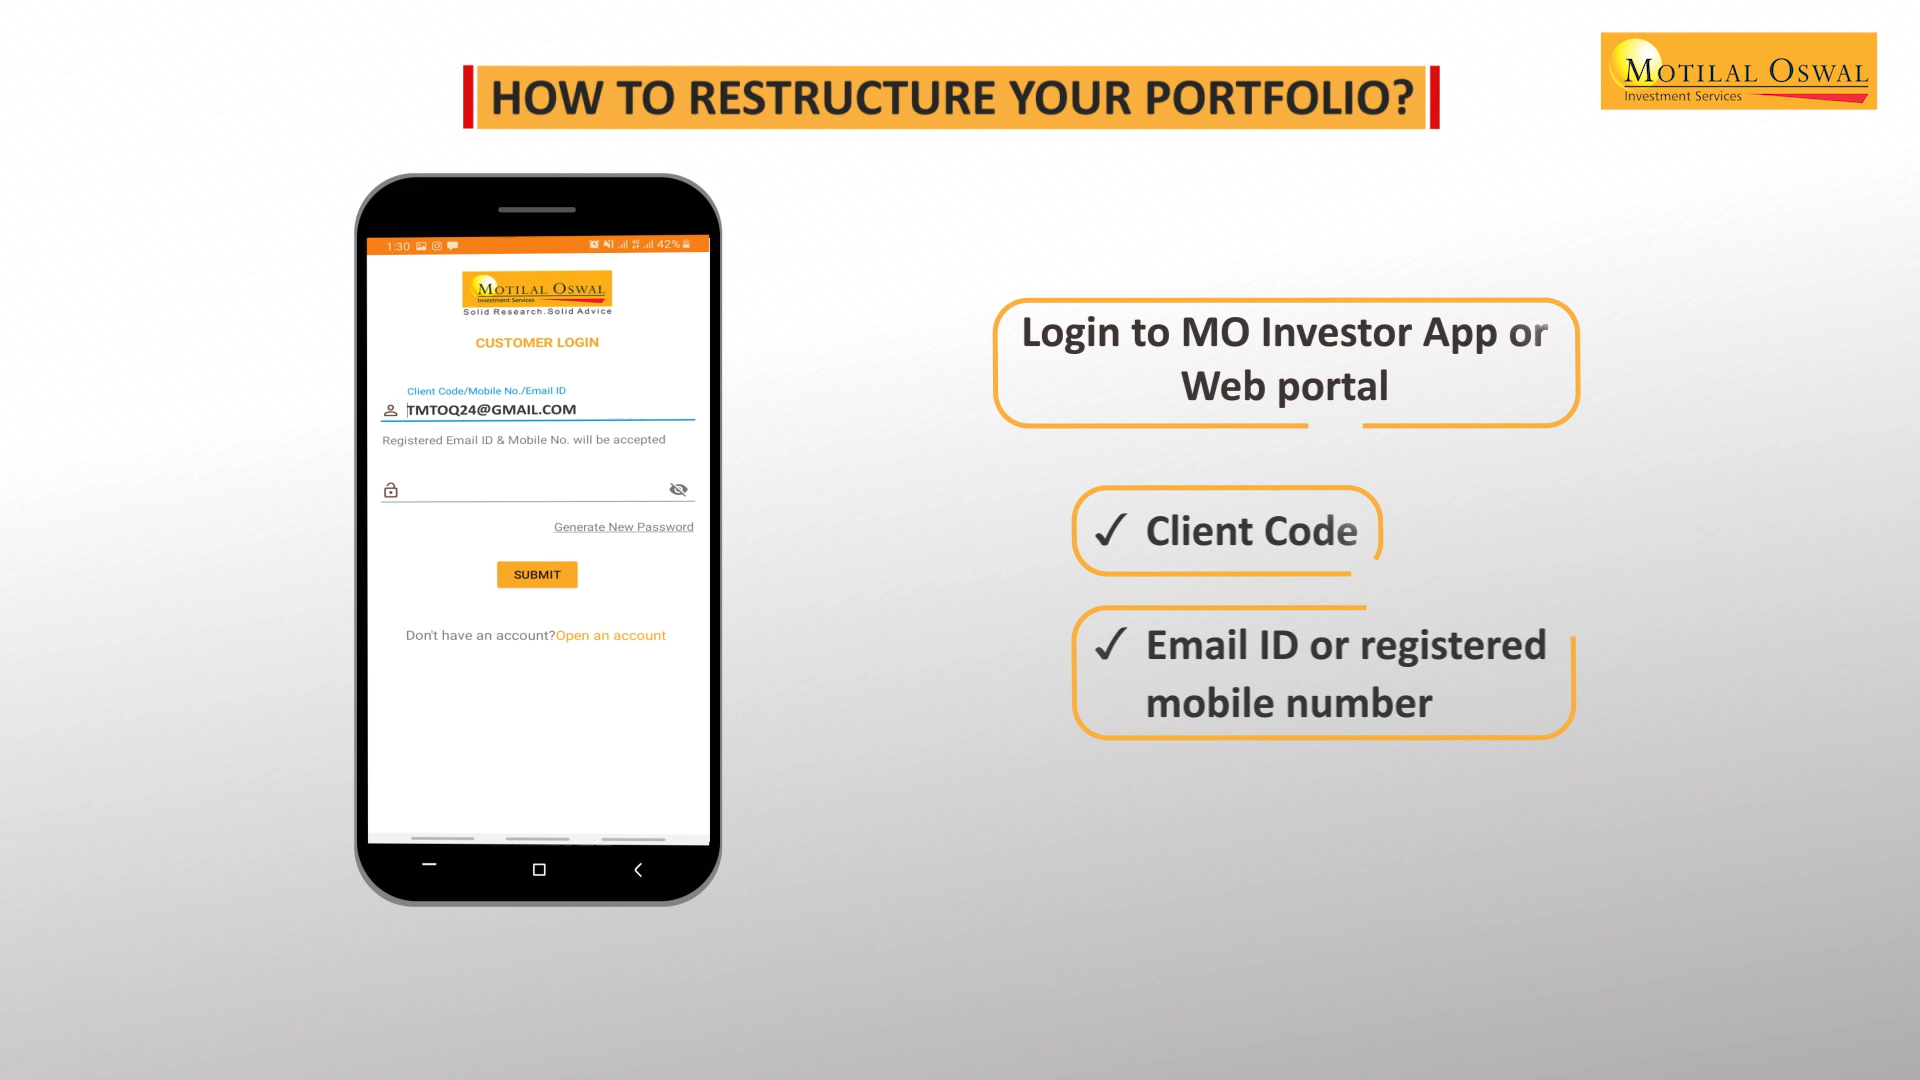 HOW TO RESTRUCTURE YOUR PORTFOLIO?
MOTILAL OSWAL
Investment Services
1:30
42%
MOTILAL OSWAL
Investment Services
Solid Research.Solid Advice
CUSTOMER LOGIN
Client Code/Mobile No./Email ID
TMTOQ24@GMAIL.COM
Registered Email ID & Mobile No. will be accepted
Generate New Password
SUBMIT
Don't have an account?Open an account
Login to MO Investor App or
Web portal
✓ Client Code
✓ Email ID or registered
mobile number